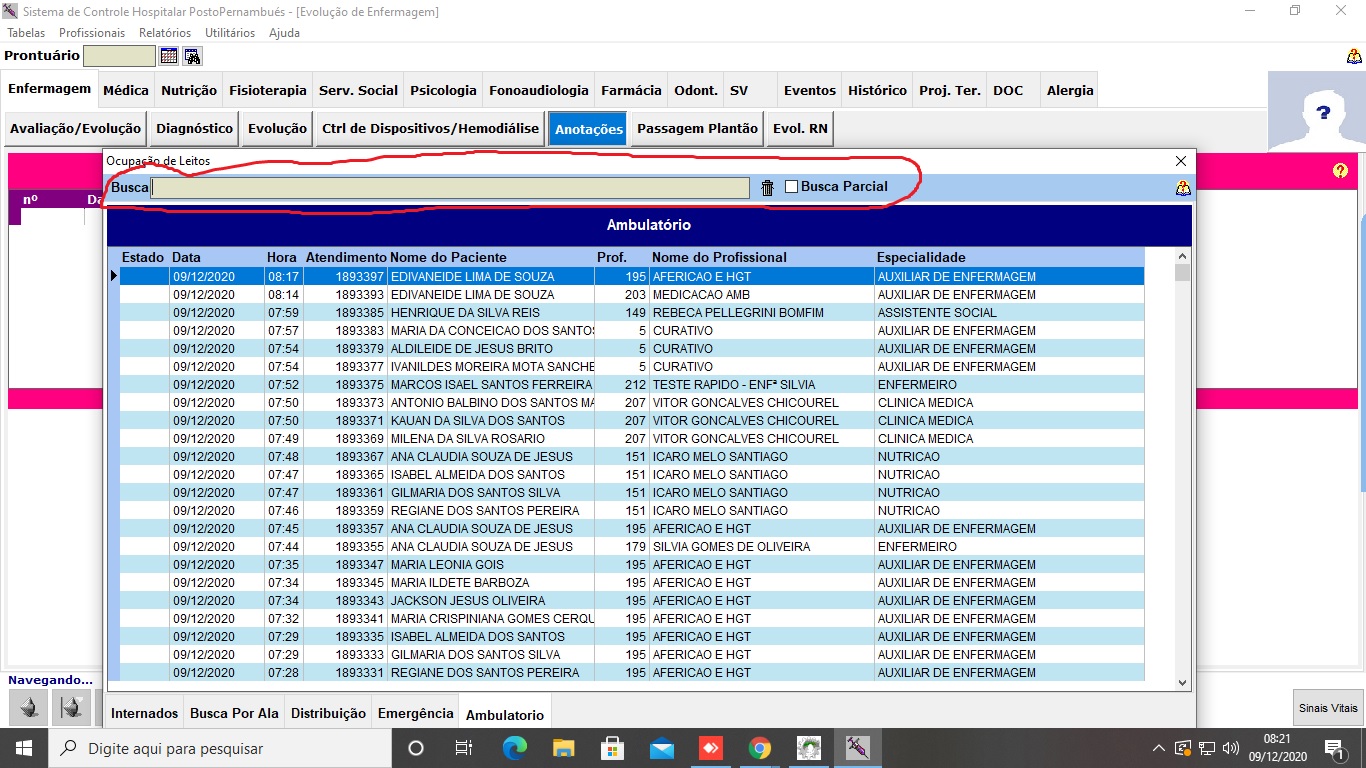 Sistema de Controle Hospitalar PostoPernambués - [Evolução de Enfermagem]
Tabelas Profissionais Relatórios Utilitários Ajuda
Prontuário
Enfermagem Médica Nutrição Fisioterapia Serv. Social Psicologia Fonoaudiologia Farmácia Odont. SV Eventos Histórico Proj. Ter. DOC Alergia
Avaliação/Evolução Diagnóstico Evolução Ctrl de Dispositivos/Hemodiálise Anotações Passagem Plantão Evol. RN
?
Ocupação de Leitos
Busca Busca Parcial
?
nº Da
Ambulatório
Estado Data Hora Atendimento Nome do Paciente Prof. Nome do Profissional Especialidade
09/12/2020 08:17 1893397 EDIVANEIDE LIMA DE SOUZA 195 AFERICAO E HGT AUXILIAR DE ENFERMAGEM
09/12/2020 08:14 1893393 EDIVANEIDE LIMA DE SOUZA 203 MEDICACAO AMB AUXILIAR DE ENFERMAGEM
09/12/2020 07:59 1893385 HENRIQUE DA SILVA REIS 149 REBECA PELLEGRINI BOMFIM ASSISTENTE SOCIAL
09/12/2020 07:57 1893383 MARIA DA CONCEICAO DOS SANTOS 5 CURATIVO AUXILIAR DE ENFERMAGEM
09/12/2020 07:54 1893379 ALDILEIDE DE JESUS BRITO 5 CURATIVO AUXILIAR DE ENFERMAGEM
09/12/2020 07:54 1893377 IVANILDES MOREIRA MOTA SANCHE 5 CURATIVO AUXILIAR DE ENFERMAGEM
09/12/2020 07:52 1893375 MARCOS ISAEL SANTOS FERREIRA 212 TESTE RAPIDO - ENFª SILVIA ENFERMEIRO
09/12/2020 07:50 1893373 ANTONIO BALBINO DOS SANTOS MA 207 VITOR GONCALVES CHICOUREL CLINICA MEDICA
09/12/2020 07:50 1893371 KAUAN DA SILVA DOS SANTOS 207 VITOR GONCALVES CHICOUREL CLINICA MEDICA
09/12/2020 07:49 1893369 MILENA DA SILVA ROSARIO 207 VITOR GONCALVES CHICOUREL CLINICA MEDICA
09/12/2020 07:48 1893367 ANA CLAUDIA SOUZA DE JESUS 151 ICARO MELO SANTIAGO NUTRICAO
09/12/2020 07:47 1893365 ISABEL ALMEIDA DOS SANTOS 151 ICARO MELO SANTIAGO NUTRICAO
09/12/2020 07:47 1893361 GILMARIA DOS SANTOS SILVA 151 ICARO MELO SANTIAGO NUTRICAO
09/12/2020 07:46 1893359 REGIANE DOS SANTOS PEREIRA 151 ICARO MELO SANTIAGO NUTRICAO
09/12/2020 07:45 1893357 ANA CLAUDIA SOUZA DE JESUS 195 AFERICAO E HGT AUXILIAR DE ENFERMAGEM
09/12/2020 07:44 1893355 ANA CLAUDIA SOUZA DE JESUS 179 SILVIA GOMES DE OLIVEIRA ENFERMEIRO
09/12/2020 07:35 1893347 MARIA LEONIA GOIS 195 AFERICAO E HGT AUXILIAR DE ENFERMAGEM
09/12/2020 07:34 1893345 MARIA ILDETE BARBOZA 195 AFERICAO E HGT AUXILIAR DE ENFERMAGEM
09/12/2020 07:34 1893343 JACKSON JESUS OLIVEIRA 195 AFERICAO E HGT AUXILIAR DE ENFERMAGEM
09/12/2020 07:32 1893341 MARIA CRISPINIANA GOMES CERQU 195 AFERICAO E HGT AUXILIAR DE ENFERMAGEM
09/12/2020 07:29 1893335 ISABEL ALMEIDA DOS SANTOS 195 AFERICAO E HGT AUXILIAR DE ENFERMAGEM
09/12/2020 07:29 1893333 GILMARIA DOS SANTOS SILVA 195 AFERICAO E HGT AUXILIAR DE ENFERMAGEM
09/12/2020 07:28 1893331 REGIANE DOS SANTOS PEREIRA 195 AFERICAO E HGT AUXILIAR DE ENFERMAGEM
Navegando...
Internados Busca Por Ala Distribuição Emergência Ambulatorio
Sinais Vitais
Digite aqui para pesquisar
08:21
09/12/2020
1